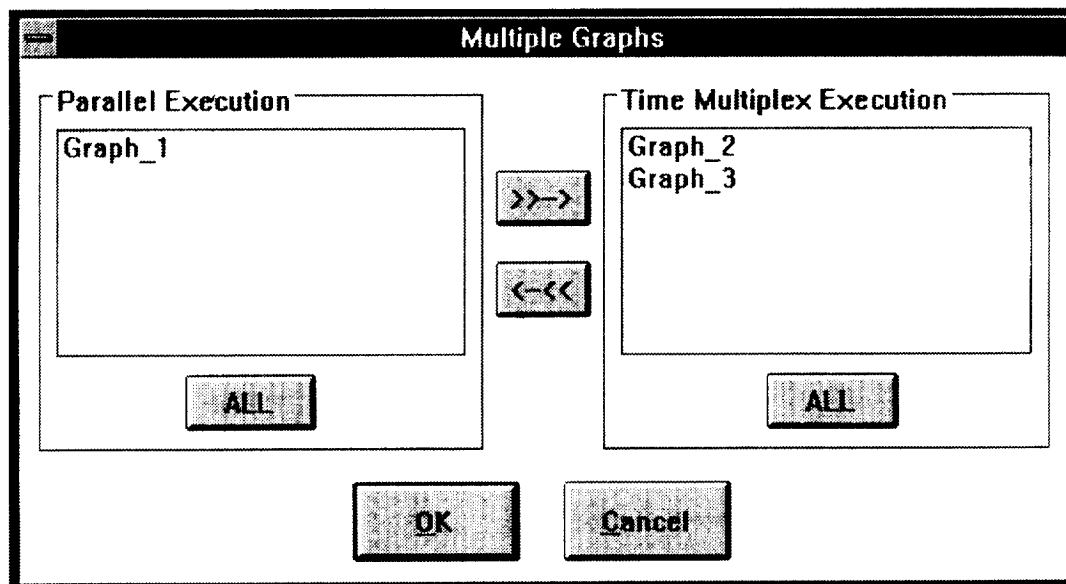 Multiple Graphs
Parallel Execution
Graph_1
ALL
>>->
<-<<
Time Multiplex Execution
Graph_2
Graph_3
ALL
OK
Cancel